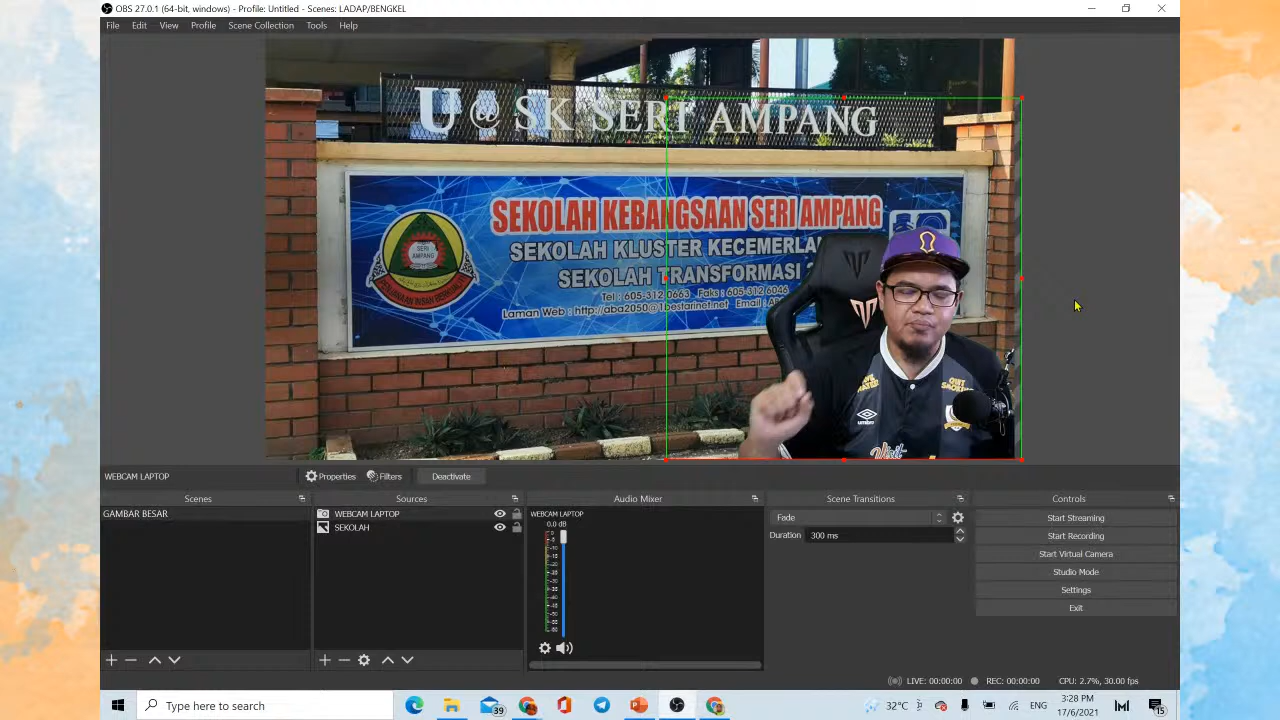 OBS 27.0.1 (64-bit, windows) - Profile: Untitled - Scenes: LADAP/BENGKEL
File Edit View Profile Scene Collection Tools Help
U@ SK SERI AMPANG
SEKOLAH KEBANGSAAN SERI AMPANG
SEKOLAH KLUSTER
SEKOLAH TRANSFORMASI
Tel : 605-312 0663 Faks : 605-312 6046
Laman Web : http://aba2050@1bestarinet.net Email :
SERI
AMPANG
WEBCAM LAPTOP Properties Filters Deactivate
Scenes Sources Audio Mixer Scene Transitions Controls
GAMBAR BESAR
WEBCAM LAPTOP
SEKOLAH
WEBCAM LAPTOP
0.0 dB
Fade
Duration 300 ms
Start Streaming
Start Recording
Start Virtual Camera
Studio Mode
Settings
Exit
LIVE: 00:00:00 REC: 00:00:00 CPU: 2.7%, 30.00 fps
Type here to search
39
32°C ENG
3:28 PM
17/6/2021
15